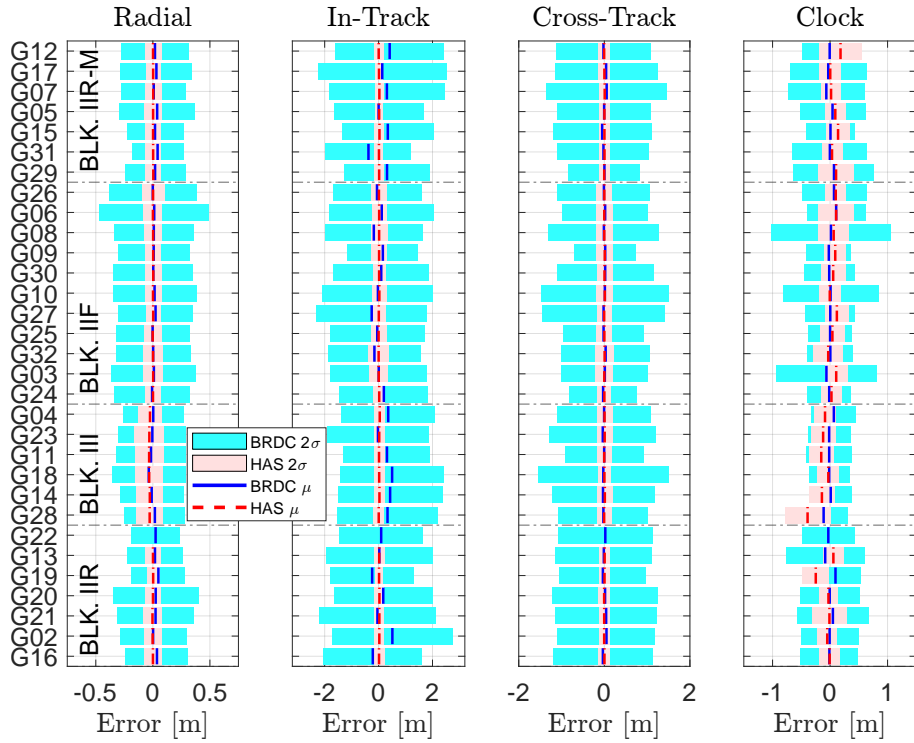 Radial
In-Track
Cross-Track
Clock
G12
G17
G07
G05
G15
G31
G29
BLK. IIR-M
G26
G06
G08
G09
G30
G10
G27
G25
G32
G03
G24
BLK. IIF
G04
G23
G11
G18
G14
G28
BLK. III
G22
G13
G19
G20
G21
G02
G16
BLK. IIR
BRDC 2σ
HAS 2σ
BRDC μ
HAS μ
-0.5 0 0.5
-2 0 2
-2 0 2
-1 0 1
Error [m]
Error [m]
Error [m]
Error [m]